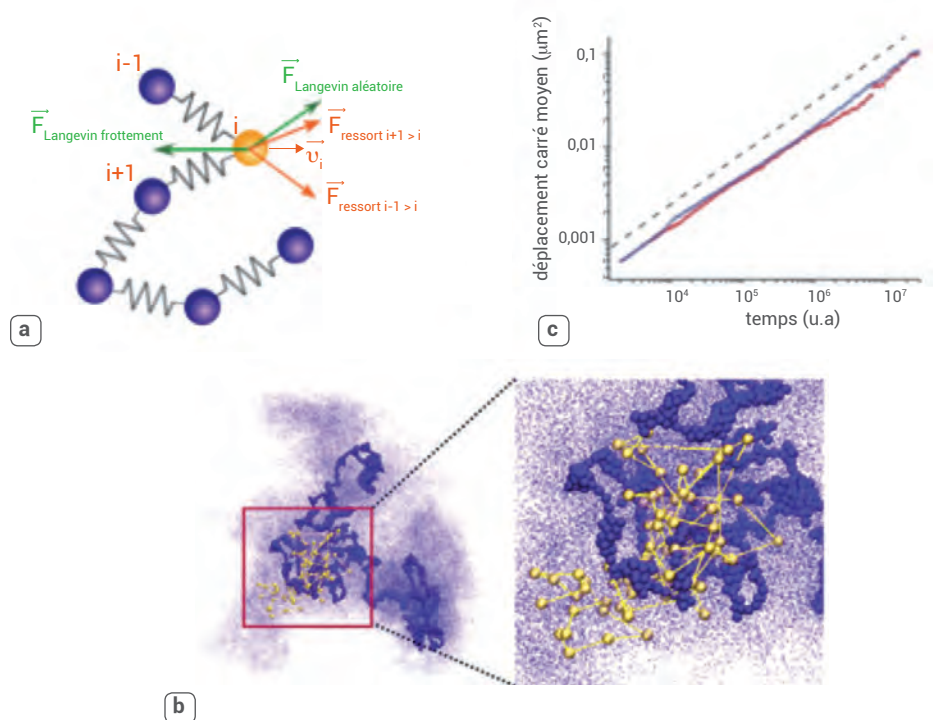 i-1
F Langevin aléatoire
F Langevin frottement
i
F ressort i+1 > i
υi
i+1
F ressort i-1 > i
a
déplacement carré moyen (μm²)
0,1
0,01
0,001
10⁴ 10⁵ 10⁶ 10⁷
temps (u.a)
c
b